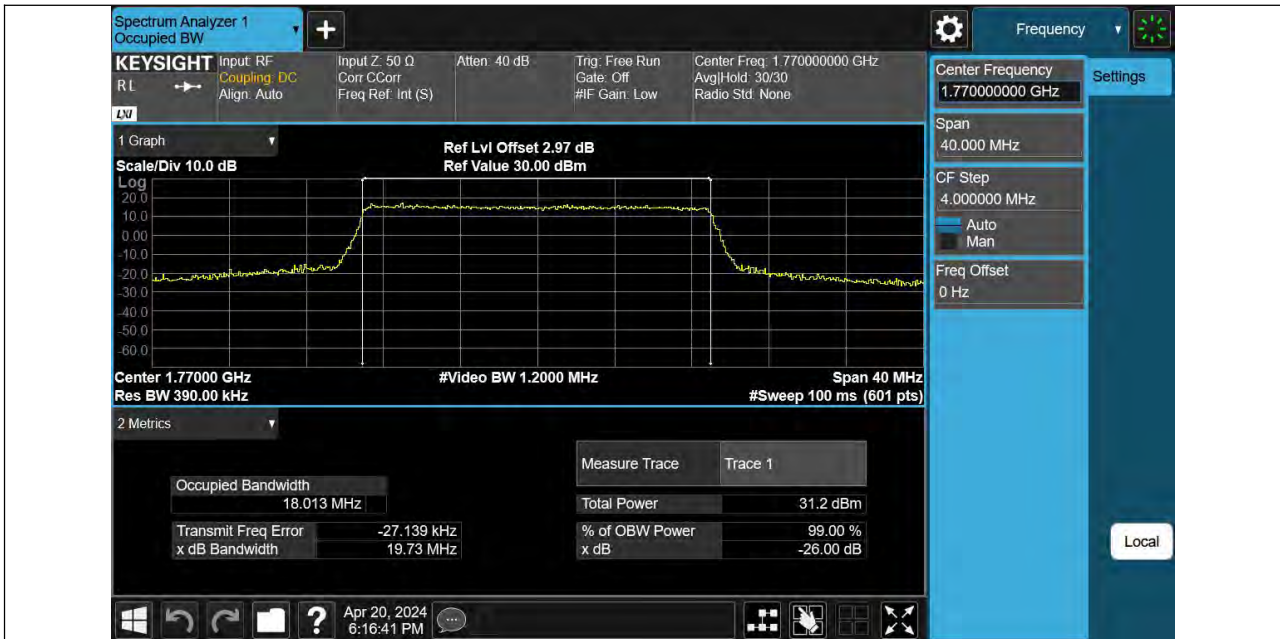 Spectrum Analyzer 1
Occupied BW
+
Frequency
KEYSIGHT
RL
LXI
Input: RF
Coupling: DC
Align: Auto
Input Z: 50 Ω
Corr CCorr
Freq Ref: Int (S)
Atten: 40 dB
Trig: Free Run
Gate: Off
#IF Gain: Low
Center Freq: 1.770000000 GHz
Avg|Hold: 30/30
Radio Std: None
1 Graph
Scale/Div 10.0 dB
Ref Lvl Offset 2.97 dB
Ref Value 30.00 dBm
Log
20.0
10.0
0.00
-10.0
-20.0
-30.0
-40.0
-50.0
-60.0
Center 1.77000 GHz
#Video BW 1.2000 MHz
Span 40 MHz
Res BW 390.00 kHz
#Sweep 100 ms (601 pts)
2 Metrics
Measure Trace Trace 1
Occupied Bandwidth
18.013 MHz
Total Power 31.2 dBm
Transmit Freq Error -27.139 kHz
% of OBW Power 99.00 %
x dB Bandwidth 19.73 MHz
x dB -26.00 dB
Center Frequency
1.770000000 GHz
Settings
Span
40.000 MHz
CF Step
4.000000 MHz
Auto
Man
Freq Offset
0 Hz
Local
?
Apr 20, 2024
6:16:41 PM